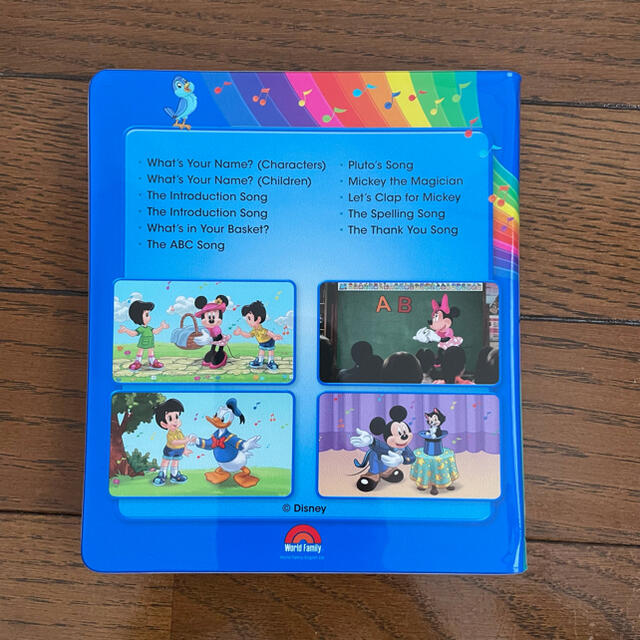 · What's Your Name? (Characters)
· What's Your Name? (Children)
· The Introduction Song
· The Introduction Song
· What's in Your Basket?
· The ABC Song
· Pluto's Song
· Mickey the Magician
· Let's Clap for Mickey
· The Spelling Song
· The Thank You Song
A B
© Disney
World Family